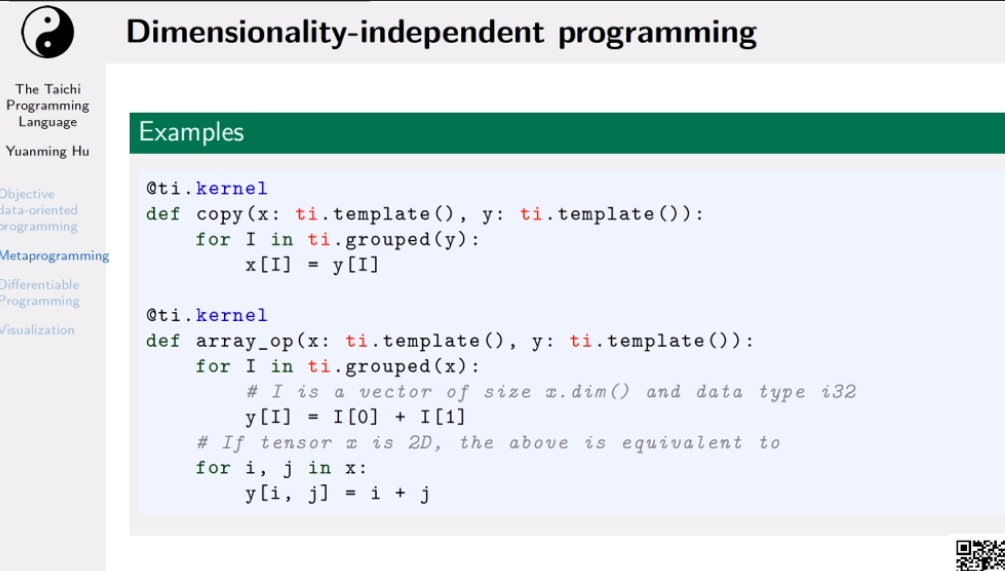 Dimensionality-independent programming
The Taichi
Programming
Language
Yuanming Hu
Objective
data-oriented
programming
Metaprogramming
Differentiable
Programming
Visualization
Examples
@ti.kernel
def copy(x: ti.template(), y: ti.template()):
    for I in ti.grouped(y):
        x[I] = y[I]
@ti.kernel
def array_op(x: ti.template(), y: ti.template()):
    for I in ti.grouped(x):
        # I is a vector of size x.dim() and data type i32
        y[I] = I[0] + I[1]
    # If tensor x is 2D, the above is equivalent to
    for i, j in x:
        y[i, j] = i + j